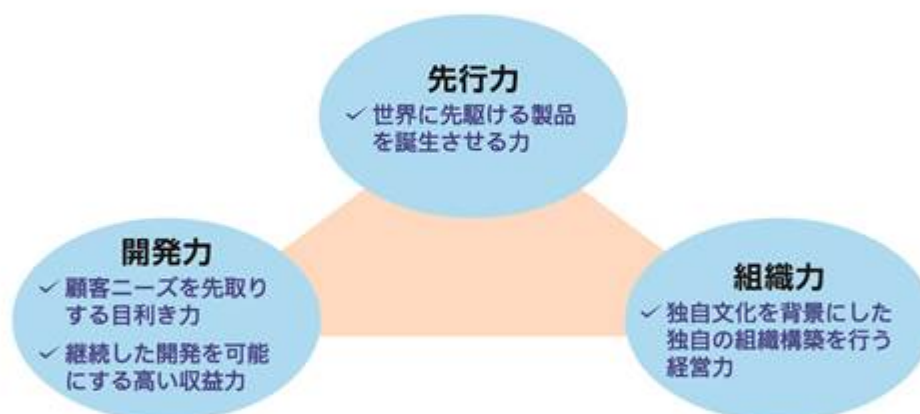 先行力
✓ 世界に先駆ける製品
を誕生させる力
開発力
✓ 顧客ニーズを先取り
する目利き力
✓ 継続した開発を可能
にする高い収益力
組織力
✓ 独自文化を背景にした
独自の組織構築を行う
経営力